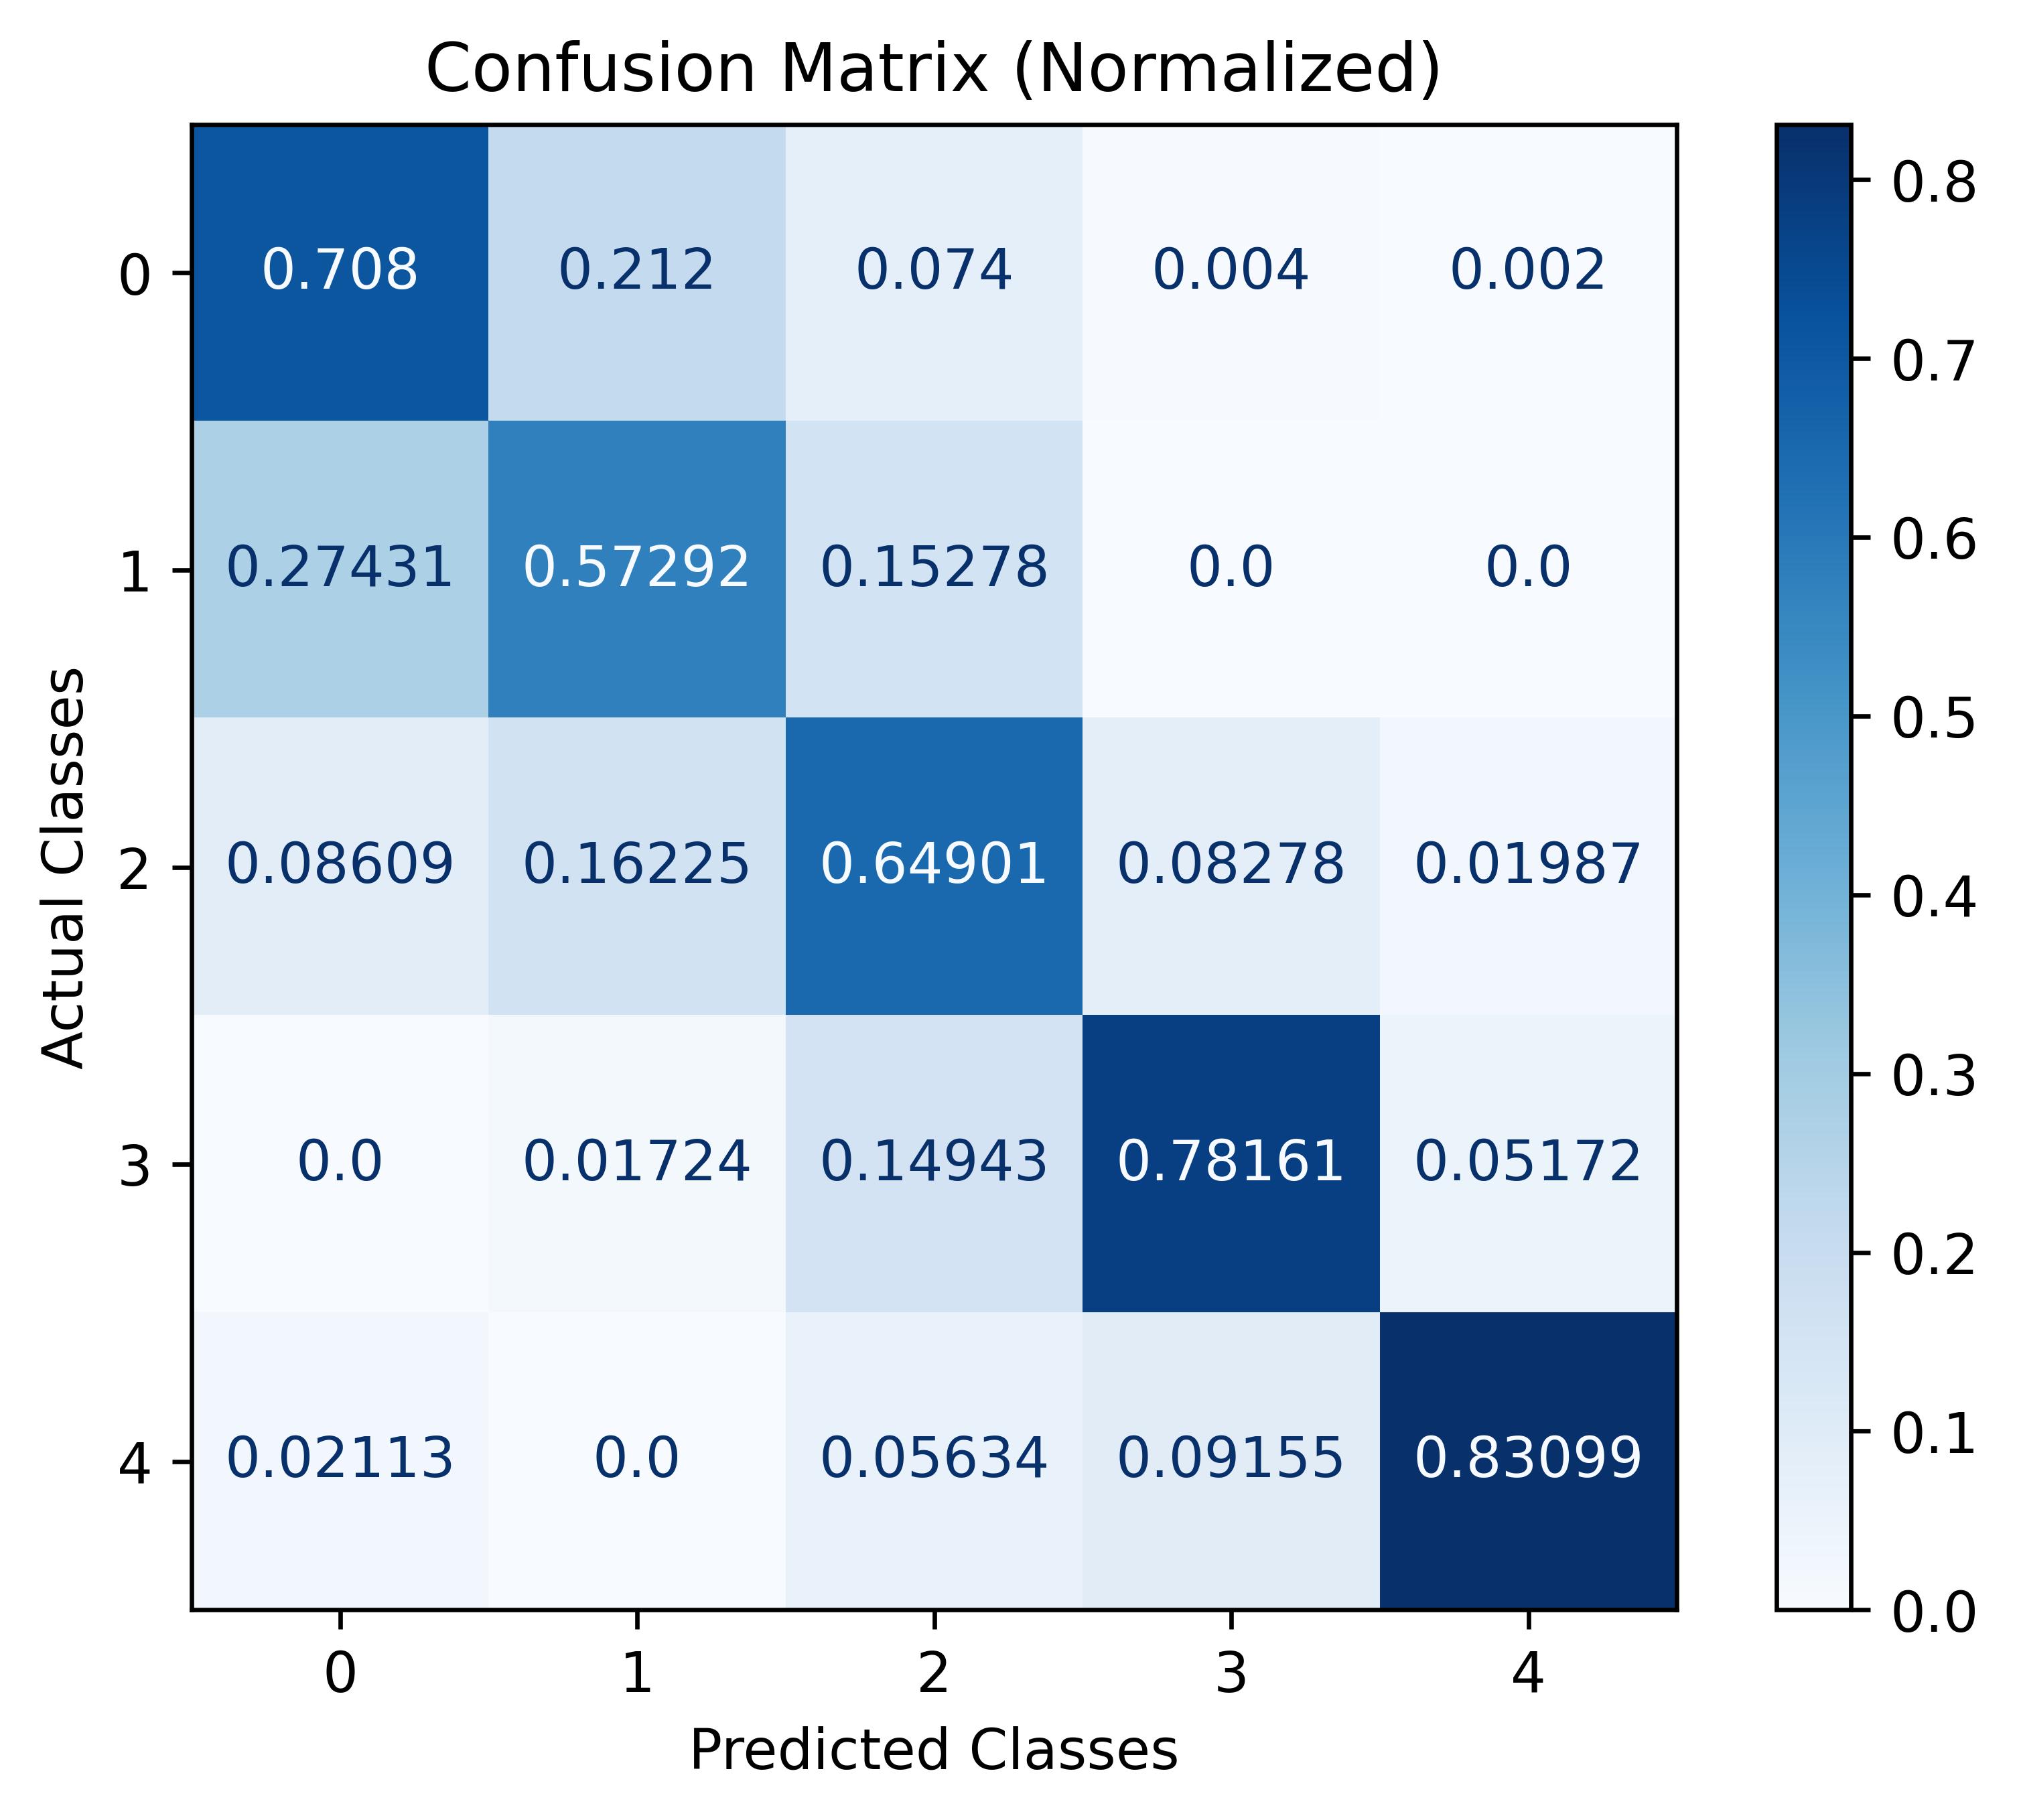 Confusion Matrix (Normalized)
0.8
0 0.708 0.212 0.074 0.004 0.002
0.7
0.6
1 0.27431 0.57292 0.15278 0.0 0.0
0.5
Actual Classes
2 0.08609 0.16225 0.64901 0.08278 0.01987
0.4
0.3
3 0.0 0.01724 0.14943 0.78161 0.05172
0.2
0.1
4 0.02113 0.0 0.05634 0.09155 0.83099
0.0
0 1 2 3 4
Predicted Classes